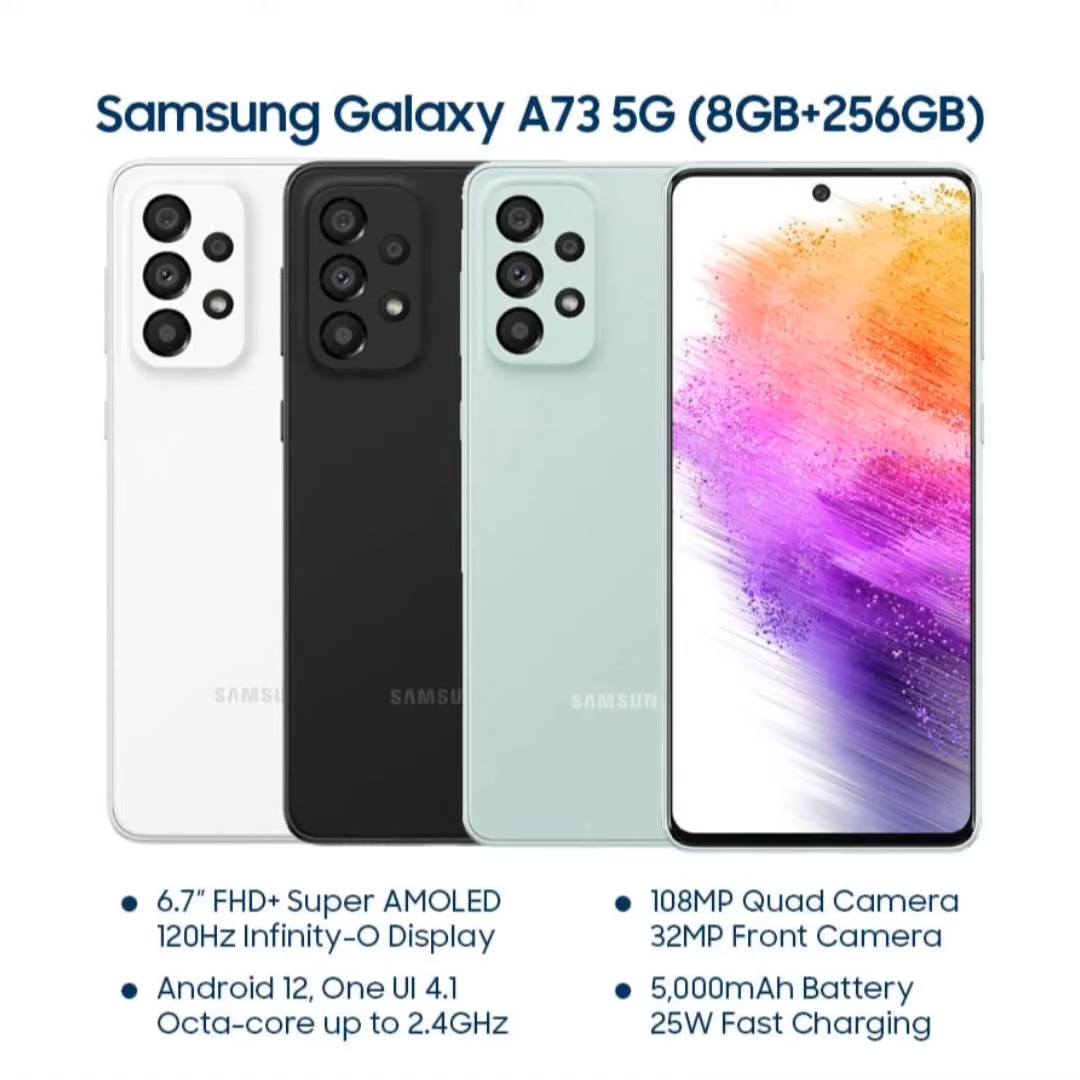 Samsung Galaxy A73 5G (8GB+256GB)
SAMSU
SAMSU
SAMSUN
6.7” FHD+ Super AMOLED
120Hz Infinity-O Display
Android 12, One UI 4.1
Octa-core up to 2.4GHz
108MP Quad Camera
32MP Front Camera
5,000mAh Battery
25W Fast Charging